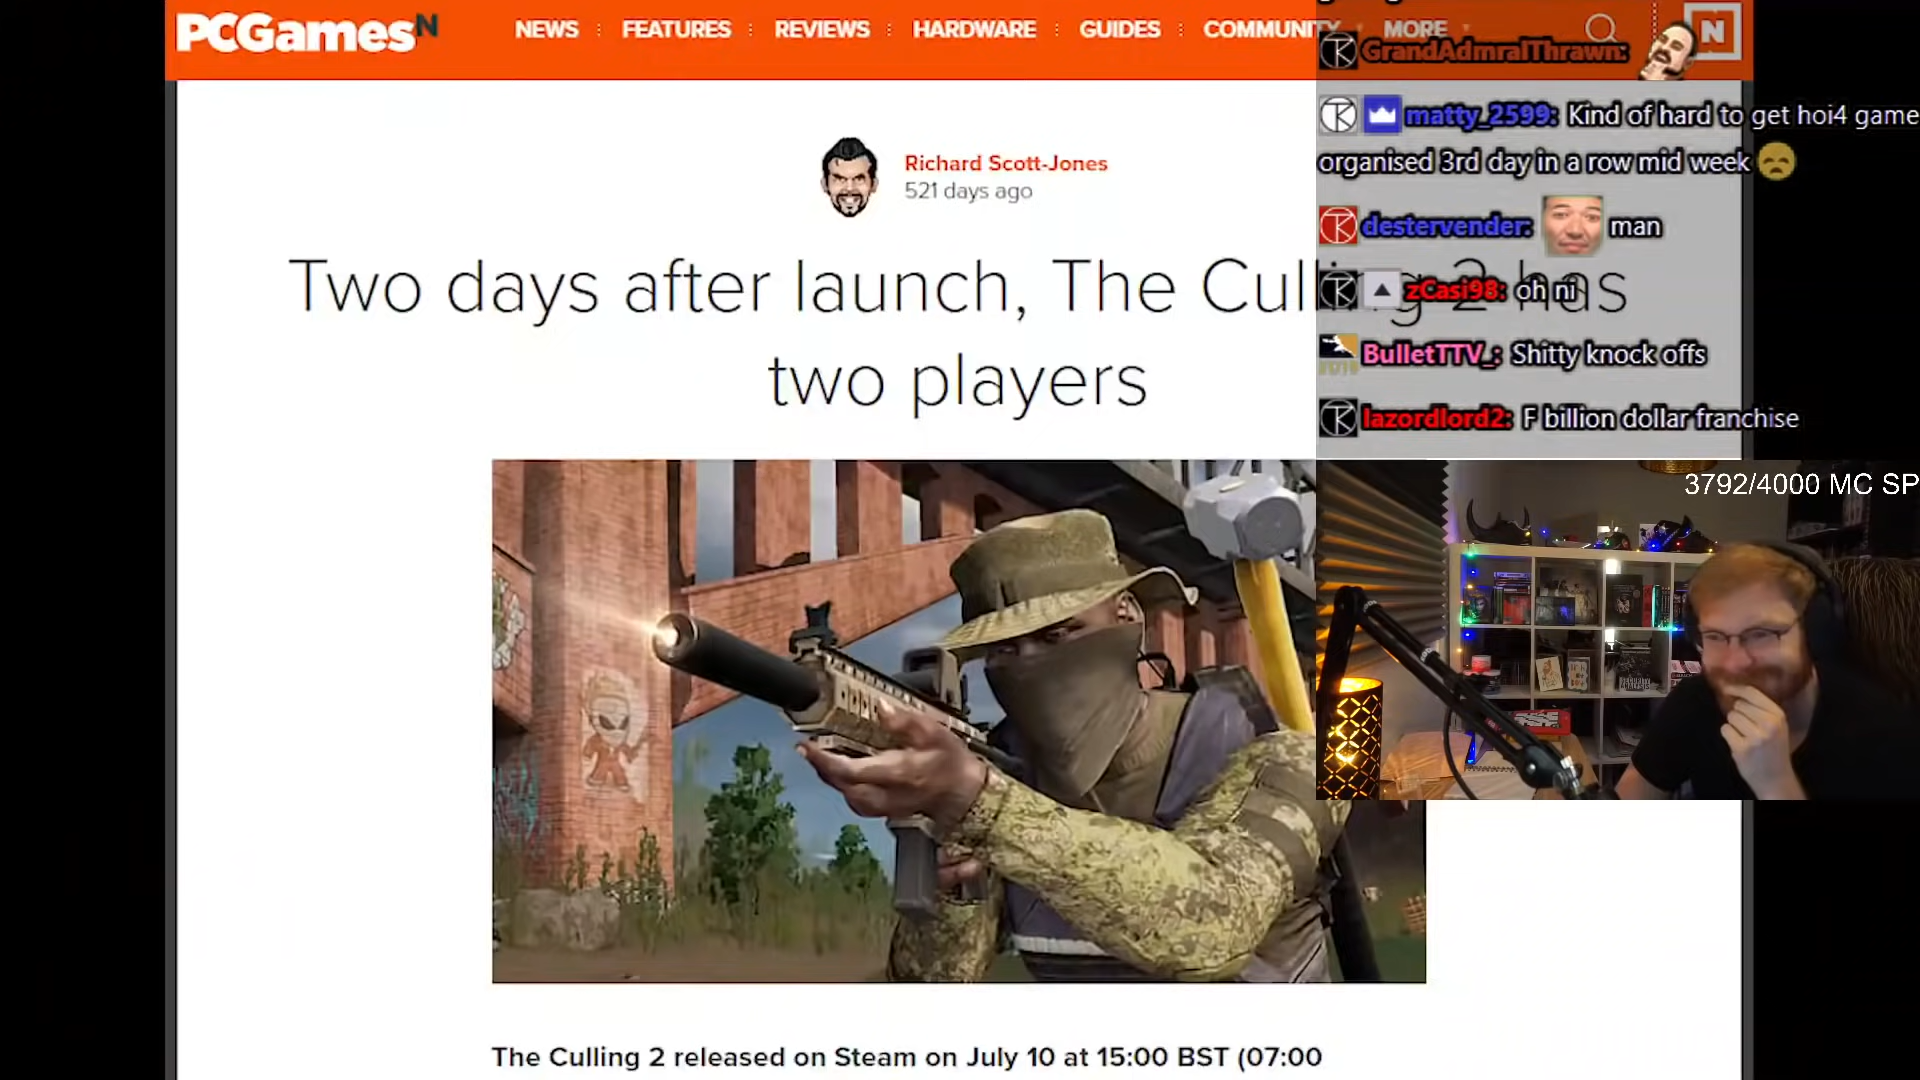 PCGamesN
NEWS
FEATURES
REVIEWS
HARDWARE
GUIDES
COMMUNITY
MORE
N
GrandAdmralThrawn:
matty_2599: Kind of hard to get hoi4 game
organised 3rd day in a row mid week
destervender: man
zCasi98: oh ni
BulletTTV_: Shitty knock offs
lazordlord2: F billion dollar franchise
Richard Scott-Jones
521 days ago
Two days after launch, The Culling 2 has
two players
3792/4000 MC SP
The Culling 2 released on Steam on July 10 at 15:00 BST (07:00